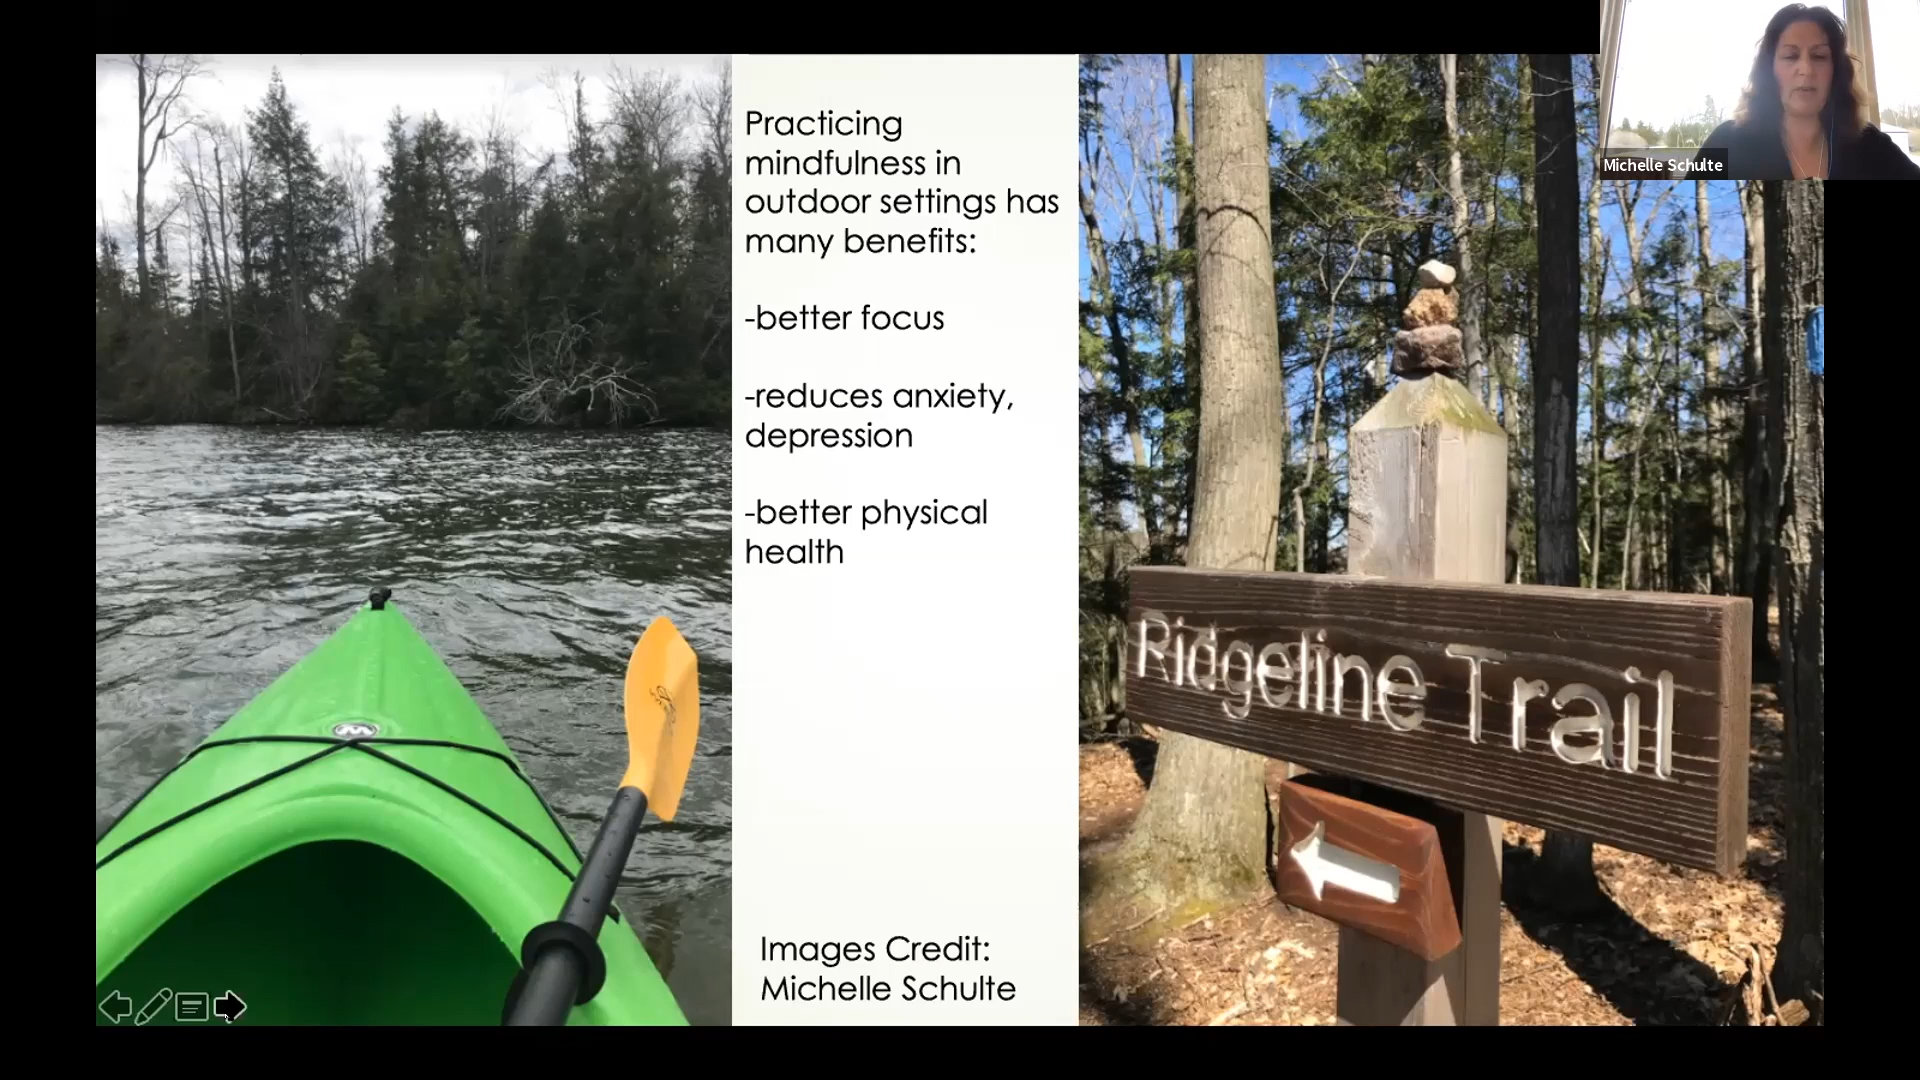 Practicing
mindfulness in
outdoor settings has
many benefits:
-better focus
-reduces anxiety,
depression
-better physical
health
Images Credit:
Michelle Schulte
Ridgeline Trail
Michelle Schulte